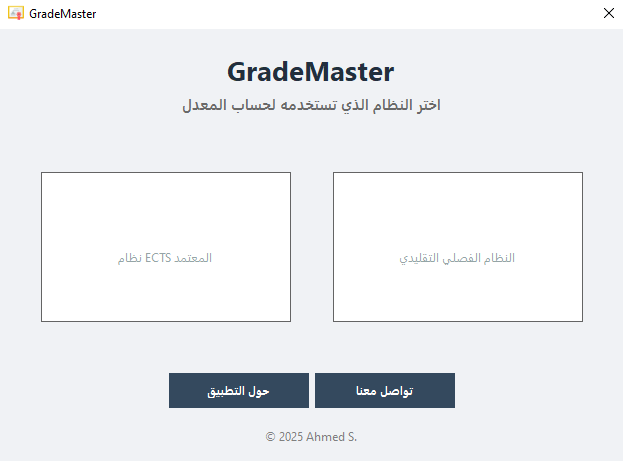 GradeMaster
GradeMaster
اختر النظام الذي تستخدمه لحساب المعدل
النظام الفصلي التقليدي
نظام ECTS المعتمد
تواصل معنا
حول التطبيق
© 2025 Ahmed S.